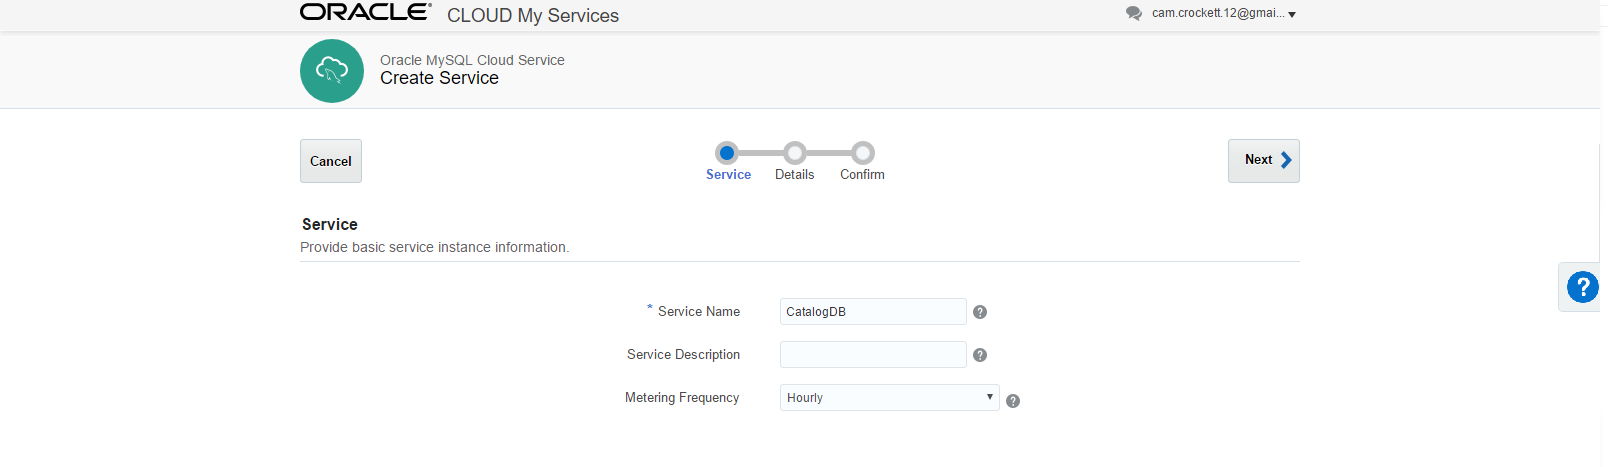 ORACLE® CLOUD My Services
cam.crockett.12@gmai...
Oracle MySQL Cloud Service
Create Service
Cancel
Service Details Confirm
Next
Service
Provide basic service instance information.
* Service Name CatalogDB ?
Service Description ?
Metering Frequency Hourly ?
?